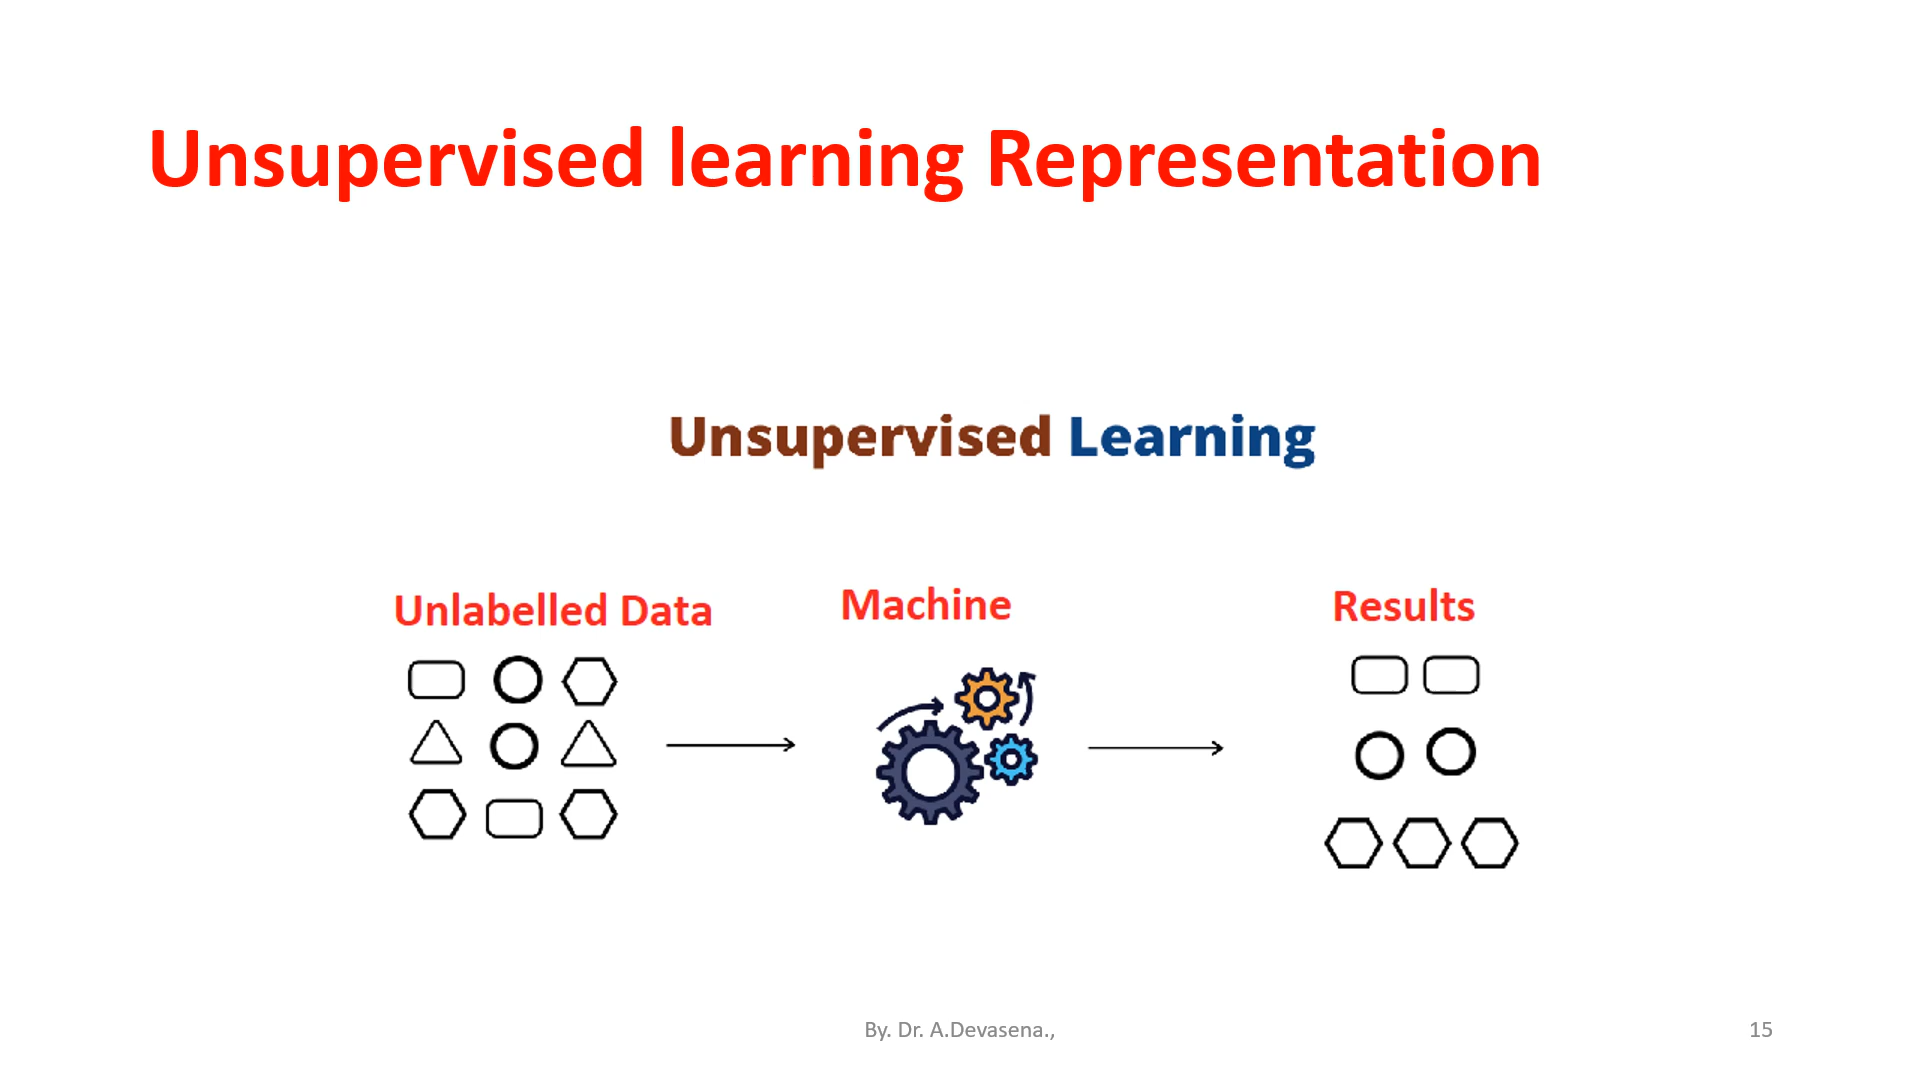 Unsupervised learning Representation
Unsupervised Learning
Unlabelled Data
Machine
Results
By. Dr. A.Devasena.,
15